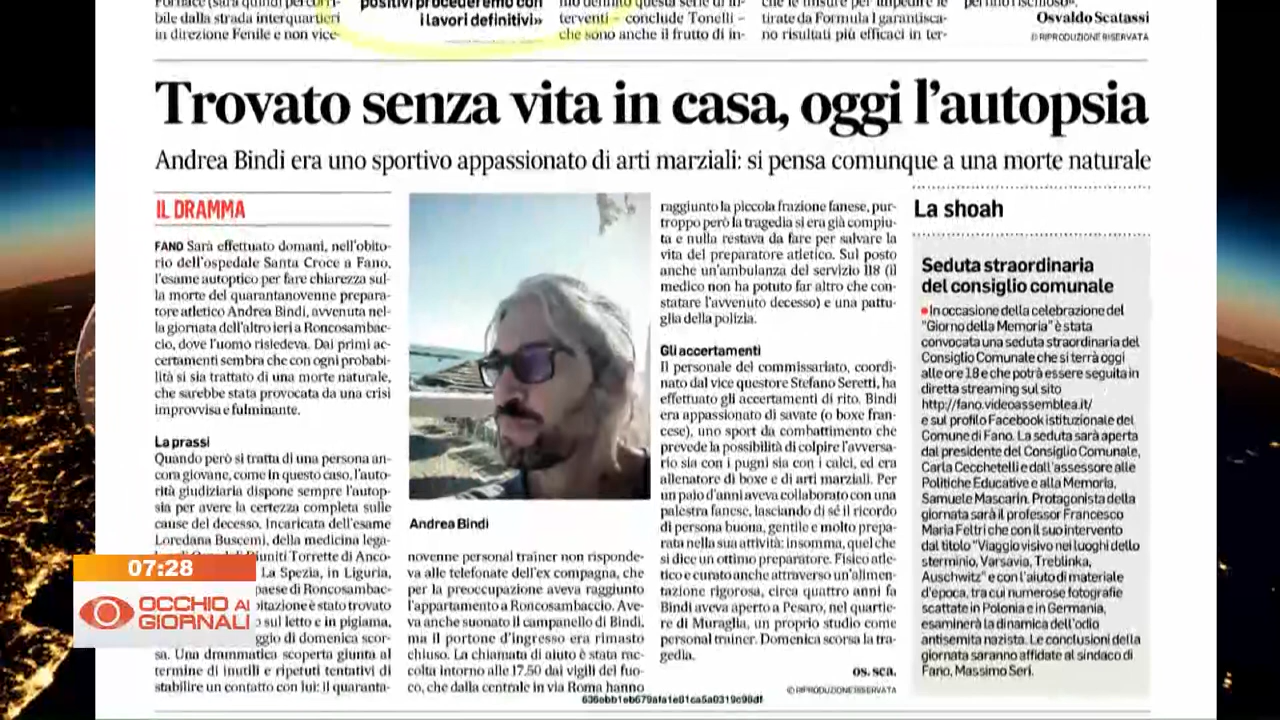 bile dalla strada interquartieri
in direzione Fenile e non vice-
positivi procederemo con
i lavori definitivi»
terventi – conclude Tonelli –
che sono anche il frutto di in-
che le misure per impedire le
tirate da Formula 1 garantisca-
no risultati più efficaci in ter-
Osvaldo Scatassi
© RIPRODUZIONE RISERVATA
Trovato senza vita in casa, oggi l'autopsia
Andrea Bindi era uno sportivo appassionato di arti marziali: si pensa comunque a una morte naturale
IL DRAMMA
FANO Sarà effettuato domani, nell'obito-
rio dell'ospedale Santa Croce a Fano,
l'esame autoptico per fare chiarezza sul-
la morte del quarantanovenne prepara-
tore atletico Andrea Bindi, avvenuta nel-
la giornata dell'altro ieri a Roncosambac-
cio, dove l'uomo risiedeva. Dai primi ac-
certamenti sembra che con ogni probabi-
lità si sia trattato di una morte naturale,
che sarebbe stata provocata da una crisi
improvvisa e fulminante.
La prassi
Quando però si tratta di una persona an-
cora giovane, come in questo caso, l'auto-
rità giudiziaria dispone sempre l'autop-
sia per avere la certezza completa sulle
cause del decesso. Incaricata dell'esame
Loredana Buscemi, della medicina lega-
Riuniti Torrette di Anco-
La Spezia, in Liguria,
paese di Roncosambac-
bitazione è stato trovato
sul letto e in pigiama,
ggio di domenica scor-
sa. Una drammatica scoperta giunta al
termine di inutili e ripetuti tentativi di
stabilire un contatto con lui: il quaranta-
Andrea Bindi
novenne personal trainer non risponde-
va alle telefonate dell'ex compagna, che
per la preoccupazione aveva raggiunto
l'appartamento a Roncosambaccio. Ave-
va anche suonato il campanello di Bindi,
ma il portone d'ingresso era rimasto
chiuso. La chiamata di aiuto è stata rac-
colta intorno alle 17.50 dai vigili del fuo-
co, che dalla centrale in via Roma hanno
raggiunto la piccola frazione fanese, pur-
troppo però la tragedia si era già compiu-
ta e nulla restava da fare per salvare la
vita del preparatore atletico. Sul posto
anche un'ambulanza del servizio 118 (il
medico non ha potuto far altro che con-
statare l'avvenuto decesso) e una pattu-
glia della polizia.
Gli accertamenti
Il personale del commissariato, coordi-
nato dal vice questore Stefano Seretti, ha
effettuato gli accertamenti di rito. Bindi
era appassionato di savate (o boxe fran-
cese), uno sport da combattimento che
prevede la possibilità di colpire l'avversa-
rio sia con i pugni sia con i calci, ed era
allenatore di boxe e di arti marziali. Per
un paio d'anni aveva collaborato con una
palestra fanese, lasciando di sé il ricordo
di persona buona, gentile e molto prepa-
rata nella sua attività: insomma, quel che
si dice un ottimo preparatore. Fisico atle-
tico e curato anche attraverso un'alimen-
tazione rigorosa, circa quattro anni fa
Bindi aveva aperto a Pesaro, nel quartie-
re di Muraglia, un proprio studio come
personal trainer. Domenica scorsa la tra-
gedia.
os. sca.
© RIPRODUZIONE RISERVATA
La shoah
Seduta straordinaria
del consiglio comunale
In occasione della celebrazione del
"Giorno della Memoria" è stata
convocata una seduta straordinaria del
Consiglio Comunale che si terrà oggi
alle ore 18 e che potrà essere seguita in
diretta streaming sul sito
http://fano.videoassemblea.it/
e sul profilo Facebook istituzionale del
Comune di Fano. La seduta sarà aperta
dal presidente del Consiglio Comunale,
Carla Cecchetelli e dall'assessore alle
Politiche Educative e alla Memoria,
Samuele Mascarin. Protagonista della
giornata sarà il professor Francesco
Maria Feltri che con il suo intervento
dal titolo "Viaggio visivo nei luoghi dello
sterminio, Varsavia, Treblinka,
Auschwitz" e con l'aiuto di materiale
d'epoca, tra cui numerose fotografie
scattate in Polonia e in Germania,
esaminerà la dinamica dell'odio
antisemita nazista. Le conclusioni della
giornata saranno affidate al sindaco di
Fano, Massimo Seri.
07:28
OCCHIO AI
GIORNALI